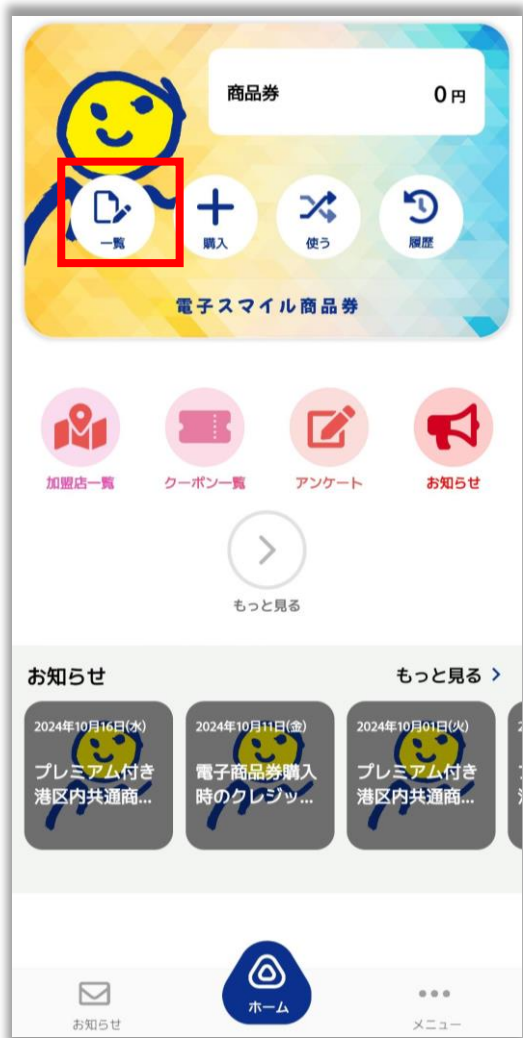 商品券 0円
一覧 購入 使う 履歴
電子スマイル商品券
加盟店一覧 クーポン一覧 アンケート お知らせ
もっと見る
お知らせ もっと見る
2024年10月16日(水) 2024年10月11日(金) 2024年10月01日(火)
プレミアム付き 電子商品券購入 プレミアム付き
港区内共通商... 時のクレジッ... 港区内共通商...
お知らせ ホーム メニュー